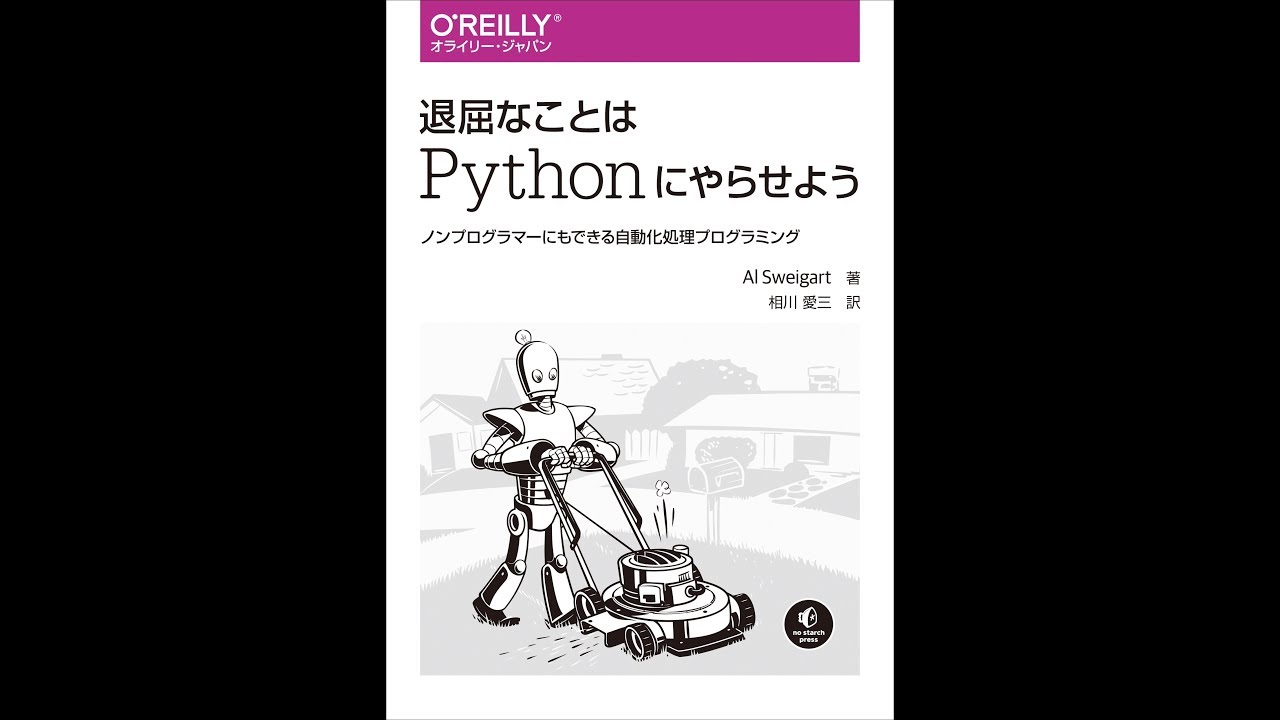 O'REILLY®
オライリー・ジャパン
退屈なことは
Pythonにやらせよう
ノンプログラマーにもできる自動化処理プログラミング
Al Sweigart 著
相川 愛三 訳
no starch
press